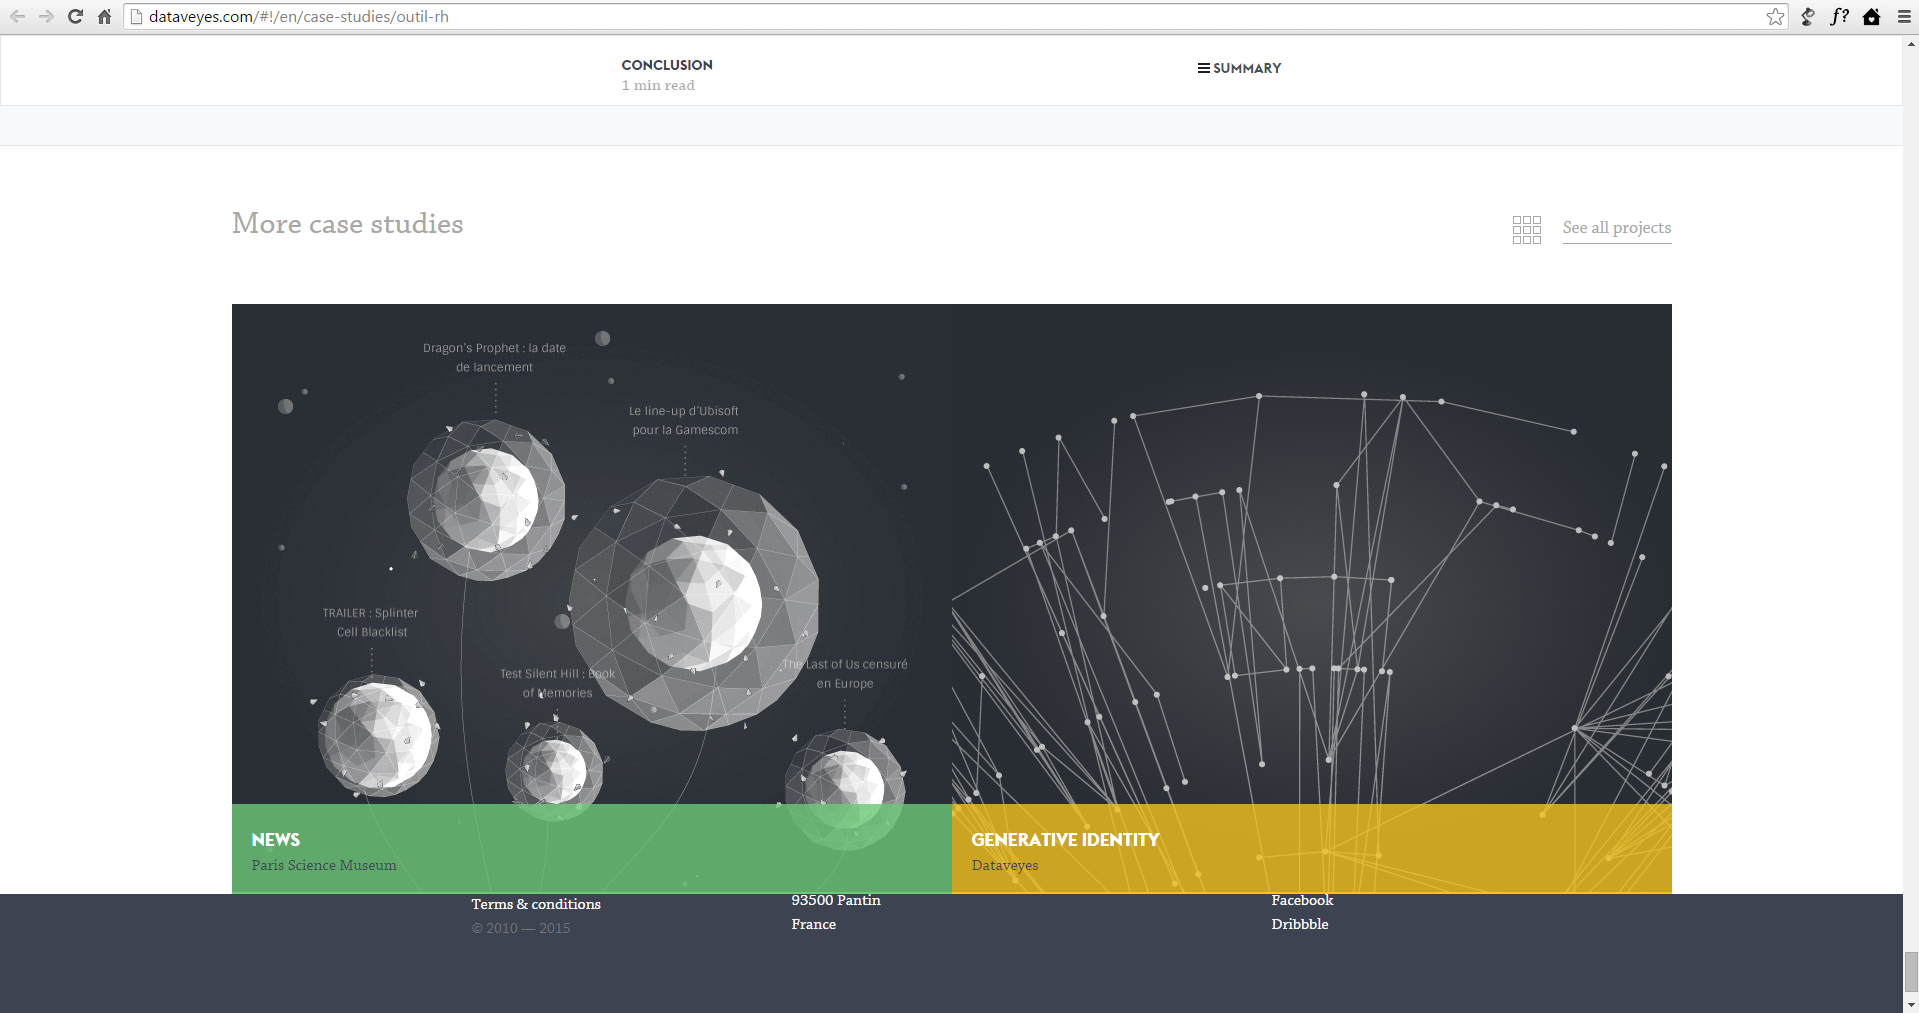 dataveyes.com/#!/en/case-studies/outil-rh
f?
CONCLUSION
1 min read
SUMMARY
More case studies
See all projects
Dragon's Prophet : la date
de lancement
Le line-up d'Ubisoft
pour la Gamescom
TRAILER : Splinter
Cell Blacklist
Test Silent Hill : Book
of Memories
The Last of Us censuré
en Europe
NEWS
Paris Science Museum
GENERATIVE IDENTITY
Dataveyes
Terms & conditions
© 2010 — 2015
93500 Pantin
France
Facebook
Dribbble